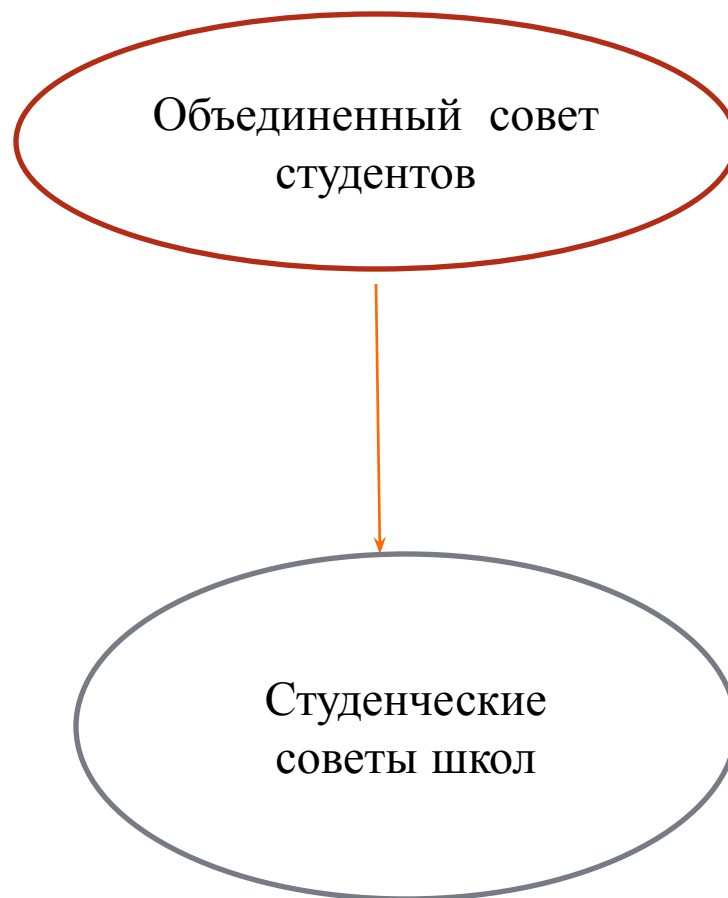 Объединенный совет
студентов
Студенческие
советы школ